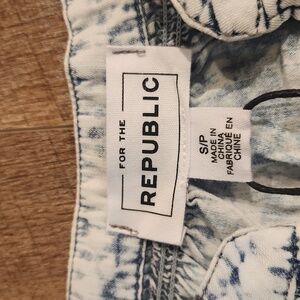 FOR THE
REPUBLIC
S/P
MADE IN
CHINA
FABRIQUÉ EN
CHINE